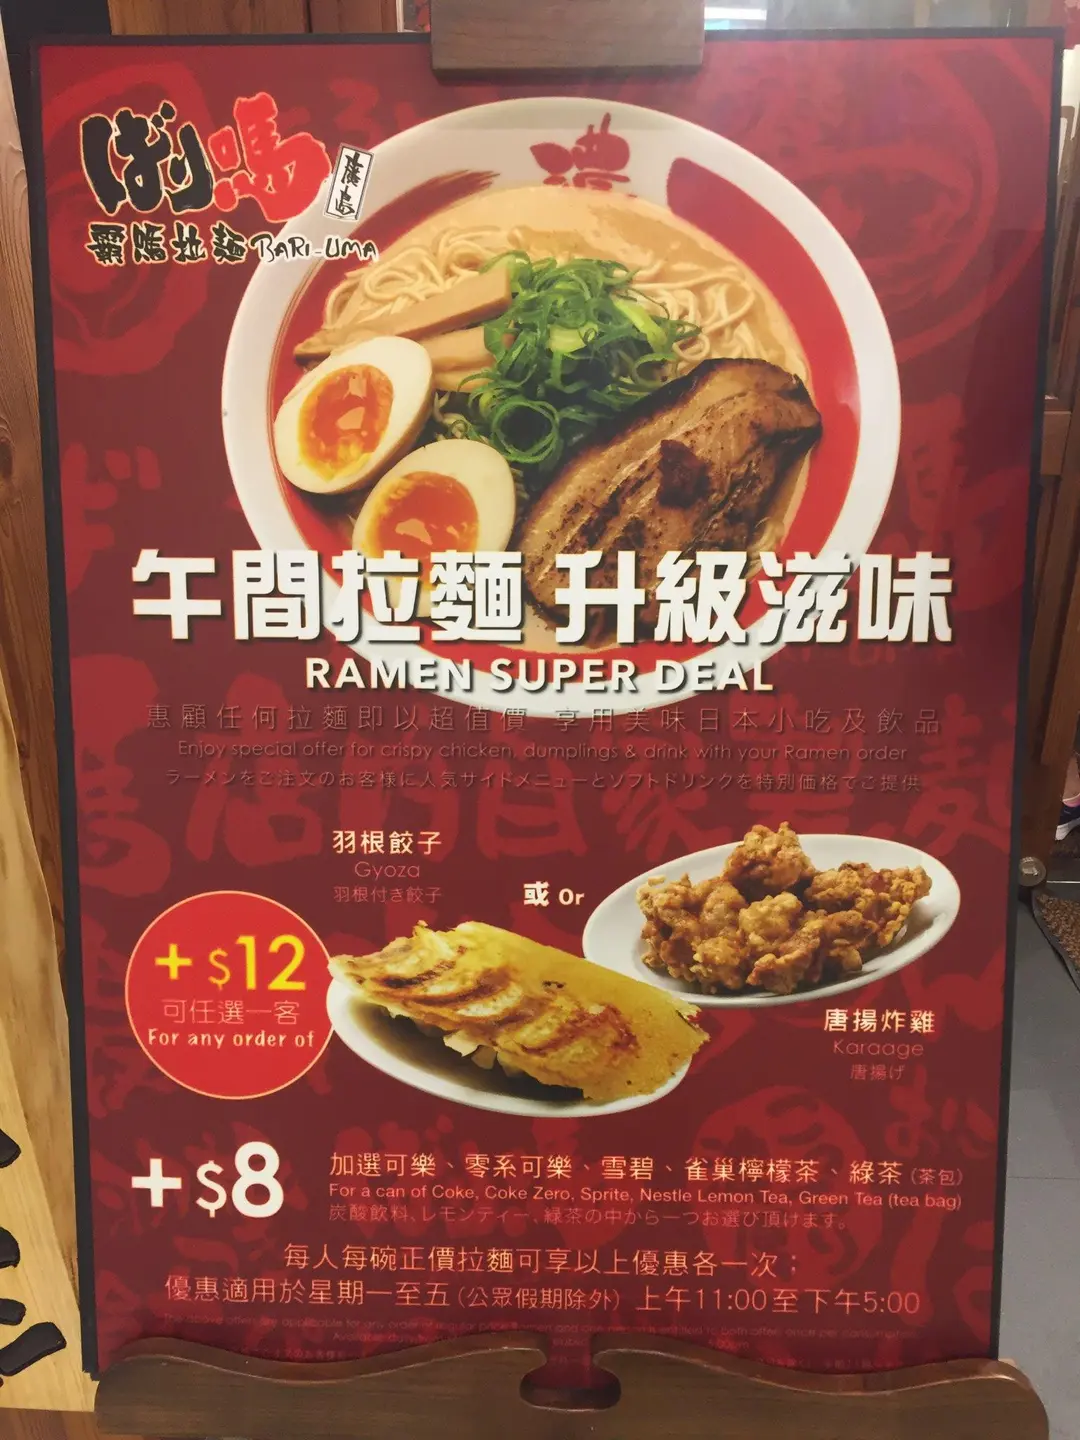 ばり嗎
廣島
霸嗎拉麵 BARI-UMA
濃
午間拉麵 升級滋味
RAMEN SUPER DEAL
惠顧任何拉麵即以超值價 享用美味日本小吃及飲品
Enjoy special offer for crispy chicken, dumplings & drink with your Ramen order
ラーメンをご注文のお客様に人気サイドメニューとソフトドリンクを特別価格でご提供
羽根餃子
Gyoza
羽根付き餃子
或 or
+ $12
可任選一客
For any order of
唐揚炸雞
Karaage
唐揚げ
+ $8
加選可樂、零系可樂、雪碧、雀巢檸檬茶、綠茶 (茶包)
For a can of Coke, Coke Zero, Sprite, Nestle Lemon Tea, Green Tea (tea bag)
炭酸飲料、レモンティー、緑茶の中から一つお選び頂けます。
每人每碗正價拉麵可享以上優惠各一次；
優惠適用於星期一至五 (公眾假期除外) 上午11:00至下午5:00